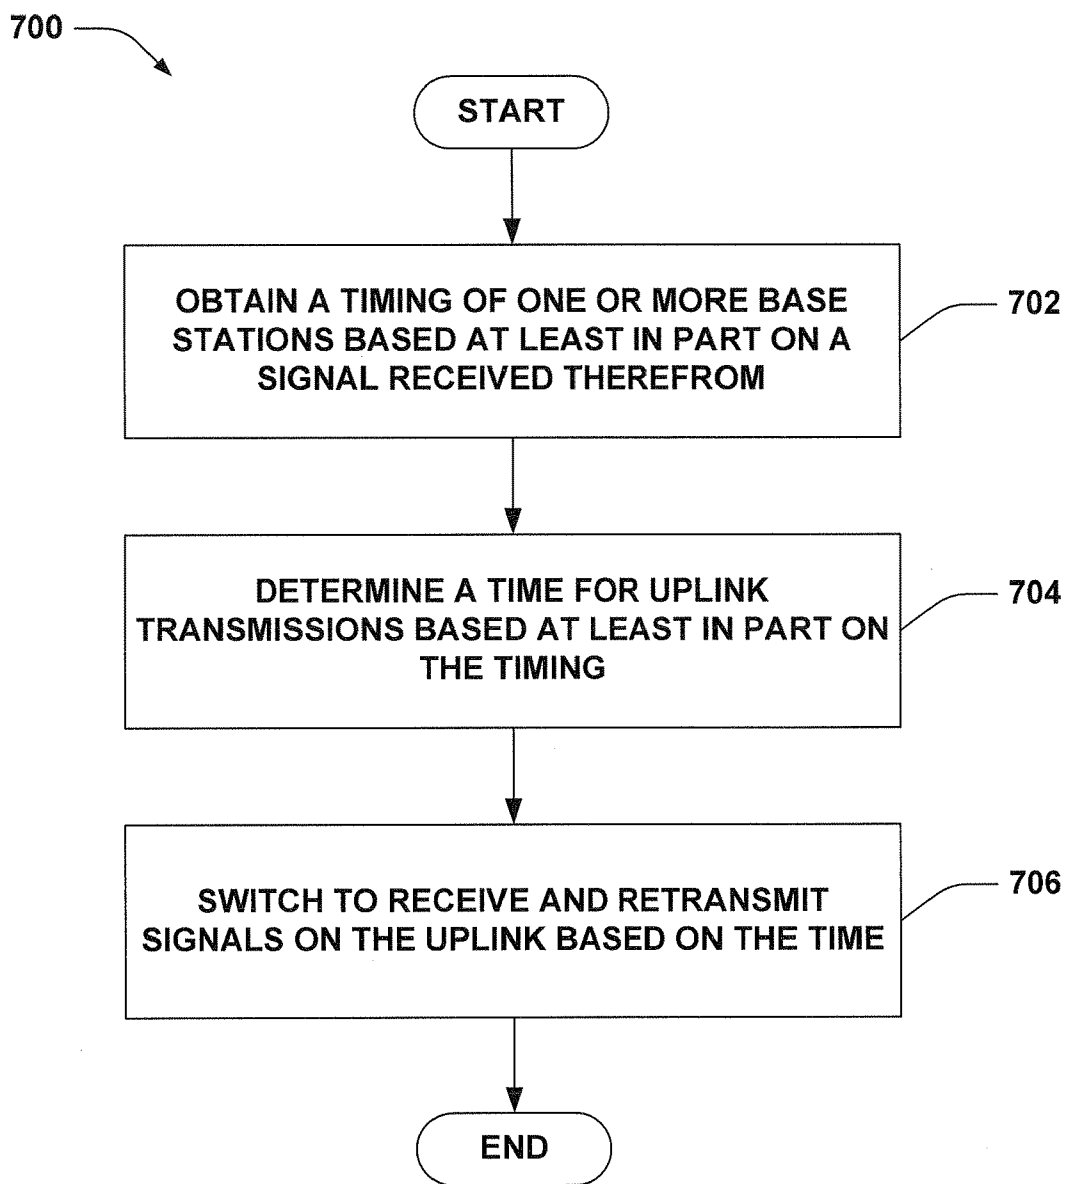 700
START
OBTAIN A TIMING OF ONE OR MORE BASE
STATIONS BASED AT LEAST IN PART ON A
SIGNAL RECEIVED THEREFROM
702
DETERMINE A TIME FOR UPLINK
TRANSMISSIONS BASED AT LEAST IN PART ON
THE TIMING
704
SWITCH TO RECEIVE AND RETRANSMIT
SIGNALS ON THE UPLINK BASED ON THE TIME
706
END